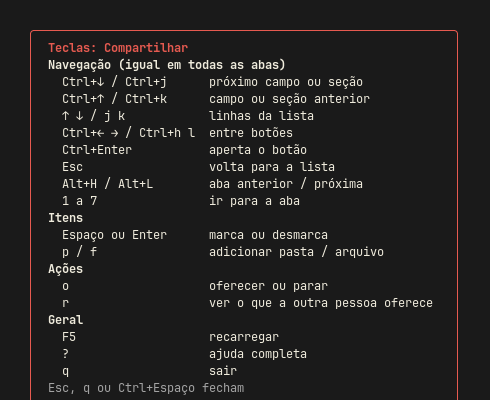 Teclas: Compartilhar
Navegação (igual em todas as abas)
Ctrl+↓ / Ctrl+j próximo campo ou seção
Ctrl+↑ / Ctrl+k campo ou seção anterior
↑ ↓ / j k linhas da lista
Ctrl+← → / Ctrl+h l entre botões
Ctrl+Enter aperta o botão
Esc volta para a lista
Alt+H / Alt+L aba anterior / próxima
1 a 7 ir para a aba
Itens
Espaço ou Enter marca ou desmarca
p / f adicionar pasta / arquivo
Ações
o oferecer ou parar
r ver o que a outra pessoa oferece
Geral
F5 recarregar
? ajuda completa
q sair
Esc, q ou Ctrl+Espaço fecham